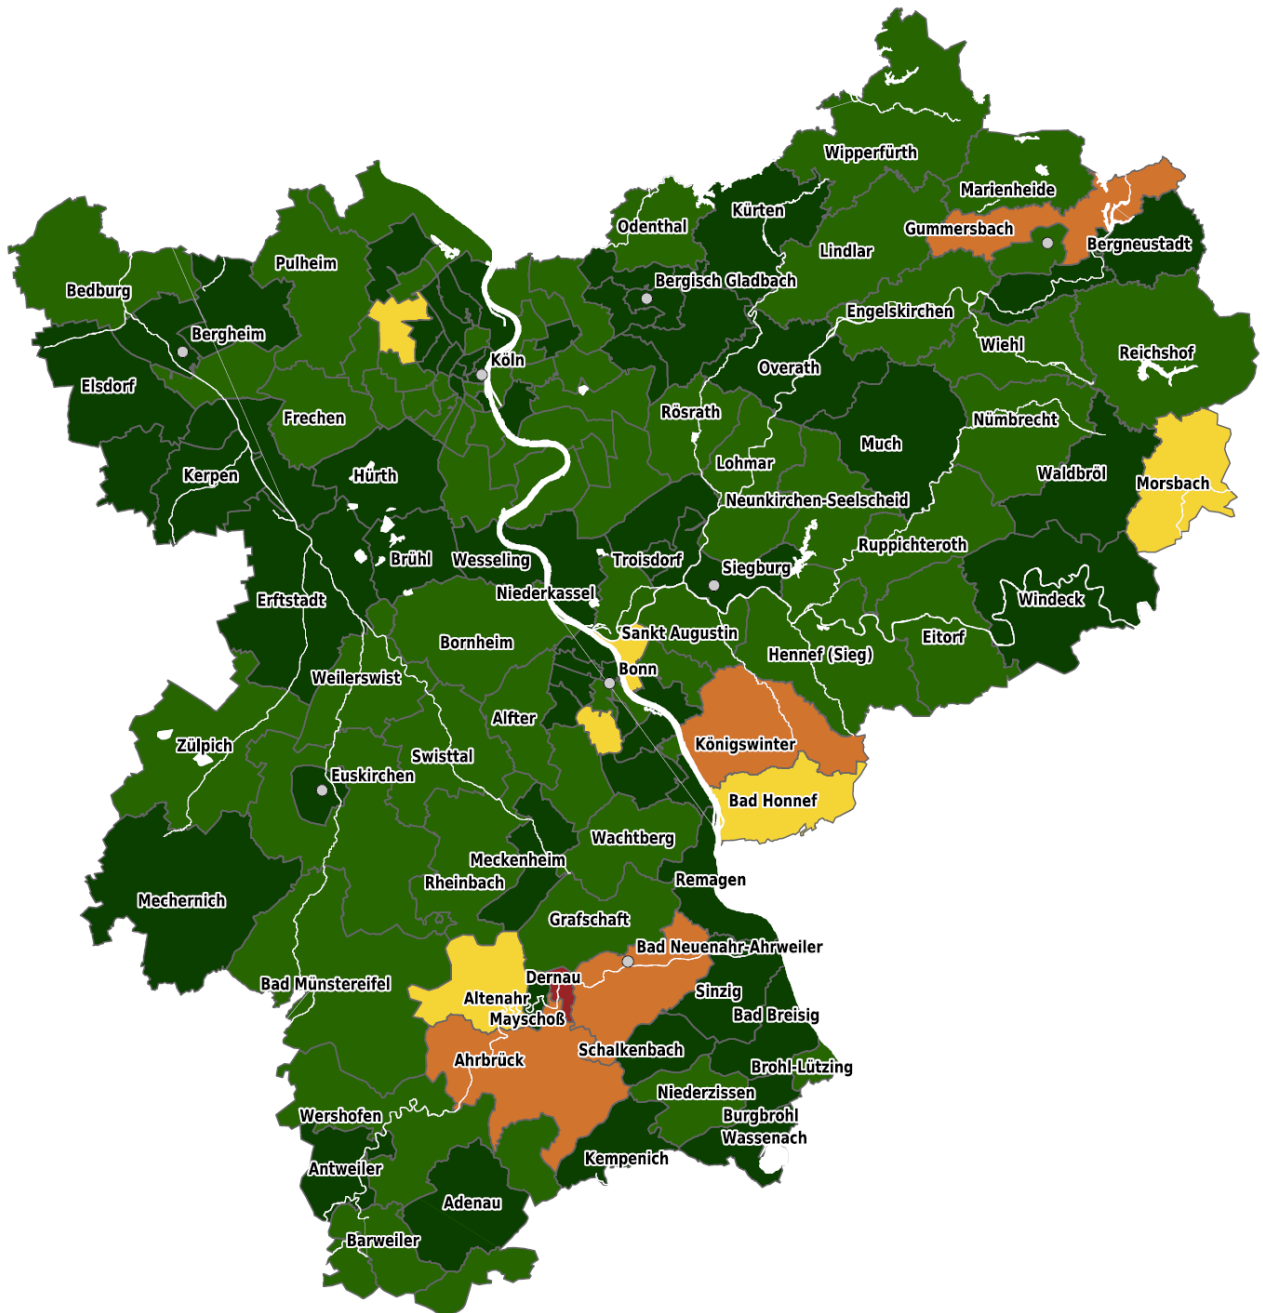 Wipperfürth
Marienheide
Kürten
Odenthal
Gummersbach
Bergneustadt
Lindlar
Pulheim
Bergisch Gladbach
Bedburg
Engelskirchen
Bergheim
Wiehl
Reichshof
Köln
Overath
Elsdorf
Rösrath
Frechen
Nümbrecht
Much
Lohmar
Waldbröl
Kerpen
Hürth
Morsbach
Neunkirchen-Seelscheid
Ruppichteroth
Brühl
Wesseling
Troisdorf
Siegburg
Niederkassel
Erftstadt
Windeck
Sankt Augustin
Eitorf
Bornheim
Hennef (Sieg)
Bonn
Weilerswist
Alfter
Zülpich
Königswinter
Swisttal
Euskirchen
Bad Honnef
Wachtberg
Meckenheim
Rheinbach
Remagen
Mechernich
Grafschaft
Bad Neuenahr-Ahrweiler
Dernau
Bad Münstereifel
Sinzig
Altenahr
Bad Breisig
Mayschoß
Schalkenbach
Ahrbrück
Brohl-Lützing
Niederzissen
Wershofen
Burgbrohl
Wassenach
Kempenich
Antweiler
Adenau
Barweiler